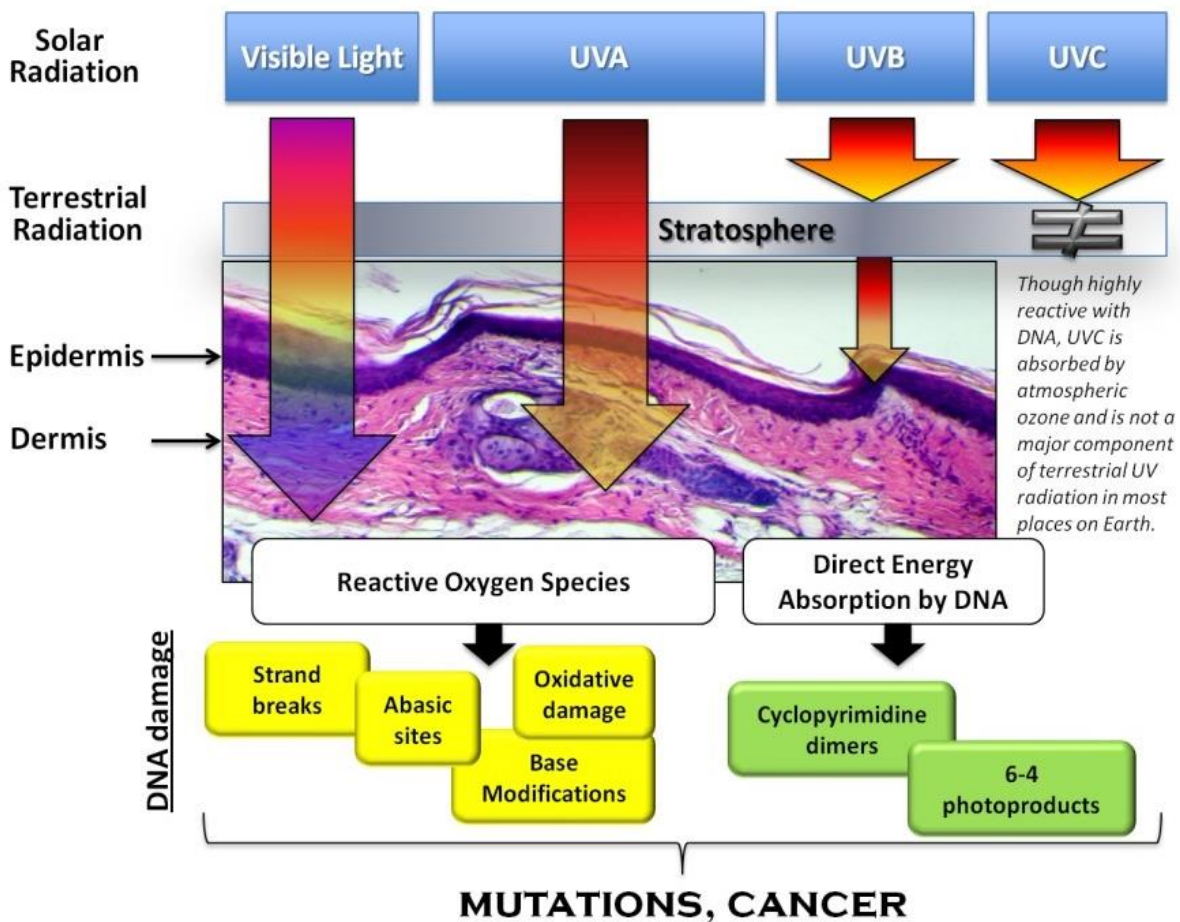 Solar
Radiation
Visible Light
UVA
UVB
UVC
Terrestrial
Radiation
Stratosphere
Though highly
reactive with
DNA, UVC is
absorbed by
atmospheric
ozone and is not a
major component
of terrestrial UV
radiation in most
places on Earth.
Epidermis
Dermis
Reactive Oxygen Species
Direct Energy
Absorption by DNA
DNA damage
Strand
breaks
Abasic
sites
Oxidative
damage
Base
Modifications
Cyclopyrimidine
dimers
6-4
photoproducts
MUTATIONS, CANCER